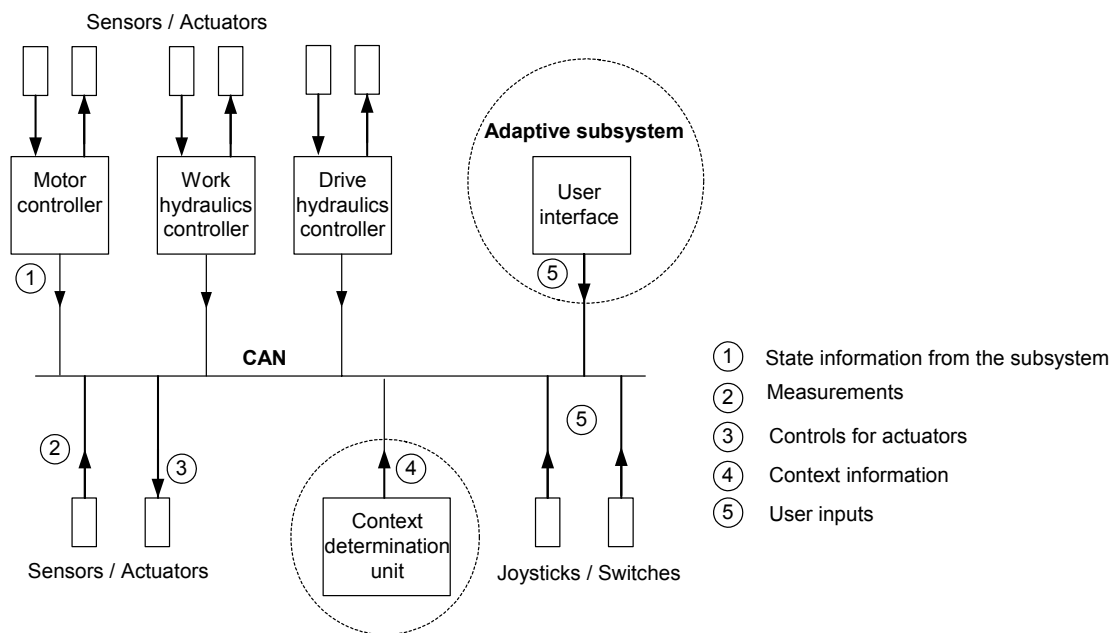 Sensors / Actuators
Adaptive subsystem
Motor
controller
Work
hydraulics
controller
Drive
hydraulics
controller
User
interface
1
5
CAN
2
3
4
5
Context
determination
unit
Sensors / Actuators
Joysticks / Switches
1 State information from the subsystem
2 Measurements
3 Controls for actuators
4 Context information
5 User inputs